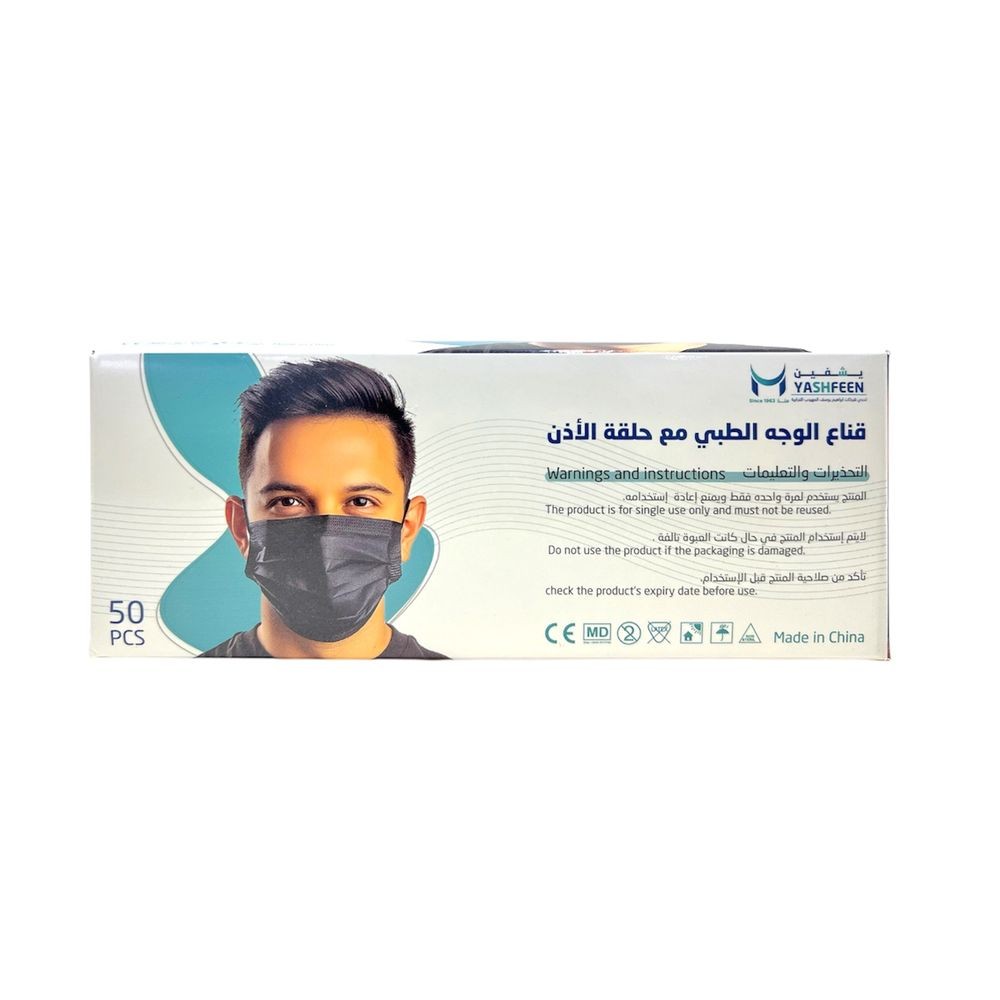 يشفين
YASHFEEN
Since 1963 منذ
قناع الوجه الطبي مع حلقة الأذن
Warnings and instructions التحذيرات والتعليمات
المنتج يستخدم لمرة واحده فقط ويمنع إعادة إستخدامه.
The product is for single use only and must not be reused.
لايتم إستخدام المنتج في حال كانت العبوة تالفة .
Do not use the product if the packaging is damaged.
تأكد من صلاحية المنتج قبل الإستخدام.
check the product's expiry date before use.
50
PCS
CE MD 2 LATEX
Made in China